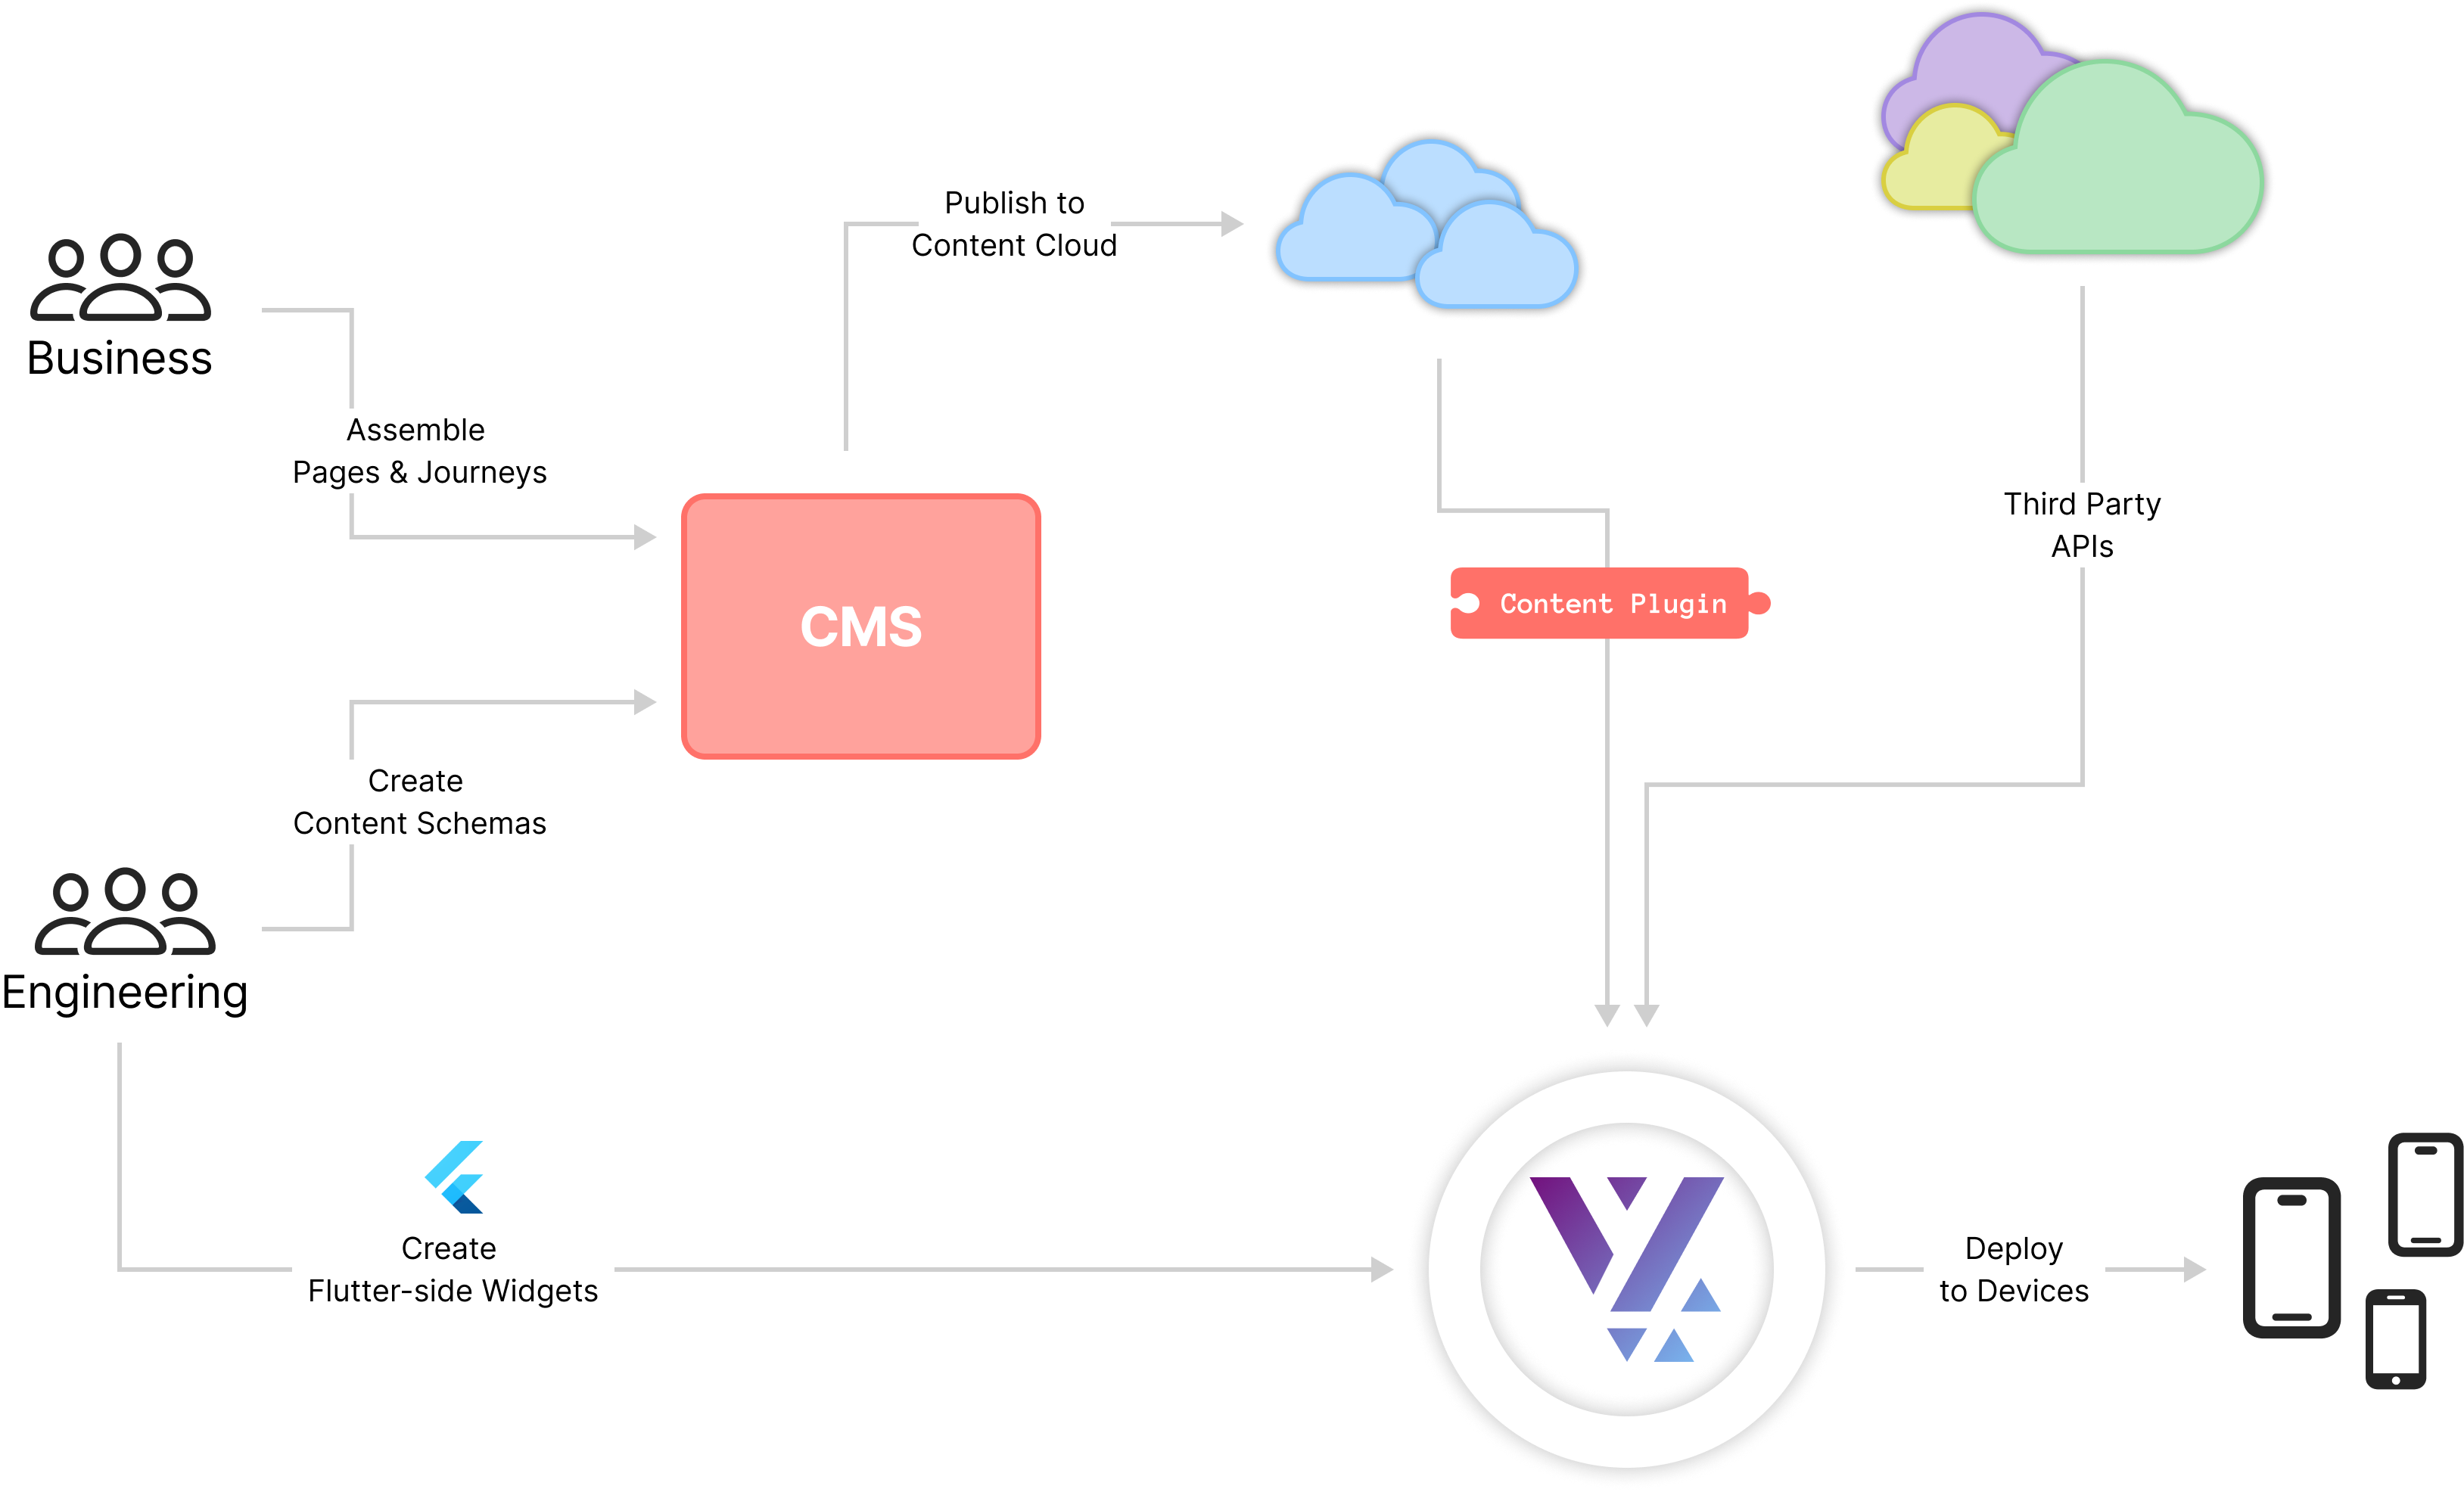 Publish to
Content Cloud
Business
Assemble
Pages & Journeys
Third Party
APIs
Content Plugin
CMS
Create
Content Schemas
Engineering
Create
Flutter-side Widgets
Deploy
to Devices